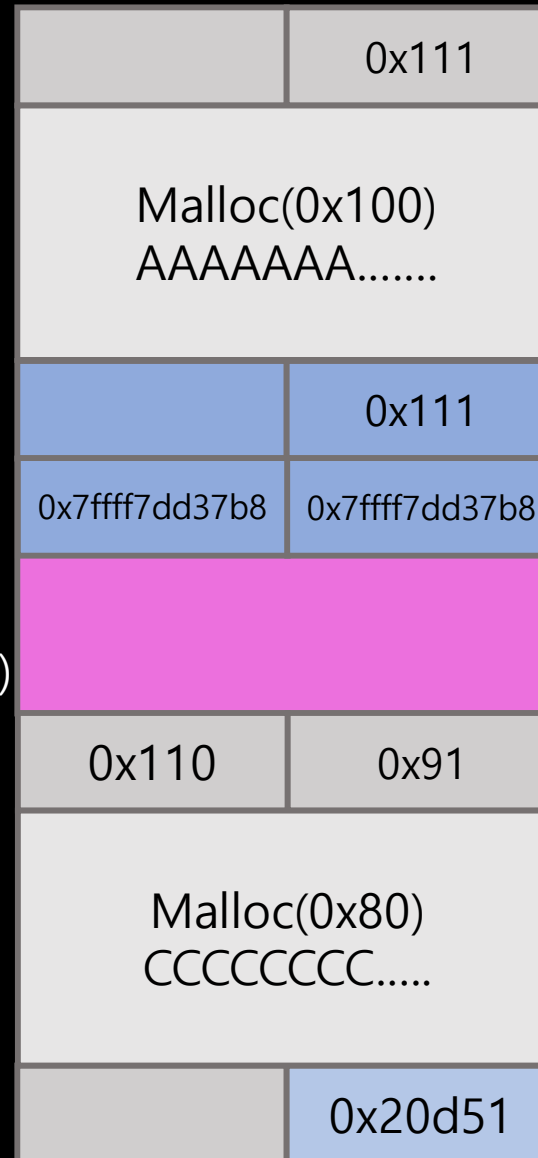 0x111
Malloc(0x100)
AAAAAAA.......
0x111
0x7ffff7dd37b8 0x7ffff7dd37b8
)
0x110 0x91
Malloc(0x80)
CCCCCCCC.....
0x20d51